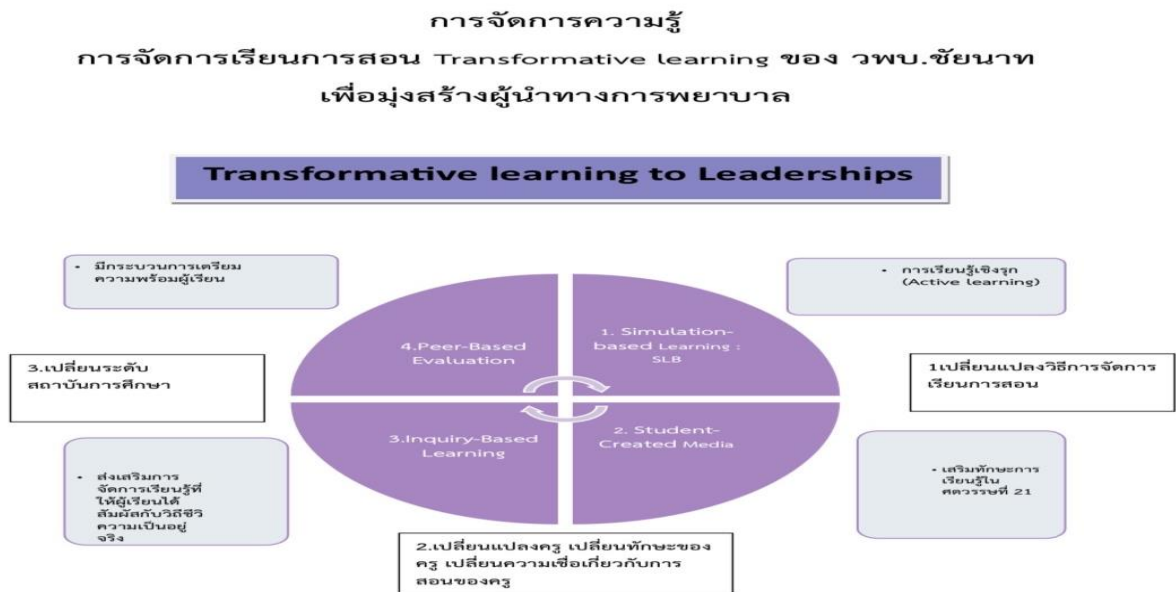 การจัดการความรู้
การจัดการเรียนการสอน Transformative learning ของ วพบ.ชัยนาท
เพื่อมุ่งสร้างผู้นำทางการพยาบาล
Transformative learning to Leaderships
• มีกระบวนการเตรียม
ความพร้อมผู้เรียน
• การเรียนรู้เชิงรุก
(Active learning)
4.Peer-Based
Evaluation
1. Simulation-
based Learning :
SLB
3.เปลี่ยนระดับ
สถาบันการศึกษา
1เปลี่ยนแปลงวิธีการจัดการ
เรียนการสอน
3.Inquiry-Based
Learning
2. Student-
Created Media
• ส่งเสริมการ
จัดการเรียนรู้ที่
ให้ผู้เรียนได้
สัมผัสกับวิถีชีวิ
ความเป็นอยู่
จริง
• เสริมทักษะการ
เรียนรู้ใน
ศตวรรษที่ 21
2.เปลี่ยนแปลงครู เปลี่ยนทักษะของ
ครู เปลี่ยนความเชื่อเกี่ยวกับการ
สอนของครู